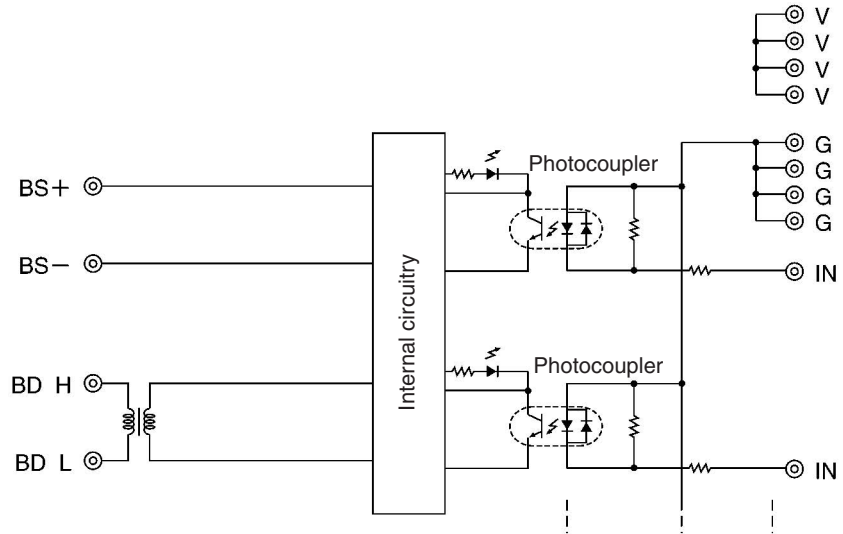 V
V
V
V
G
G
G
G
Photocoupler
BS+
BS−
IN
Internal circuitry
Photocoupler
BD H
BD L
IN